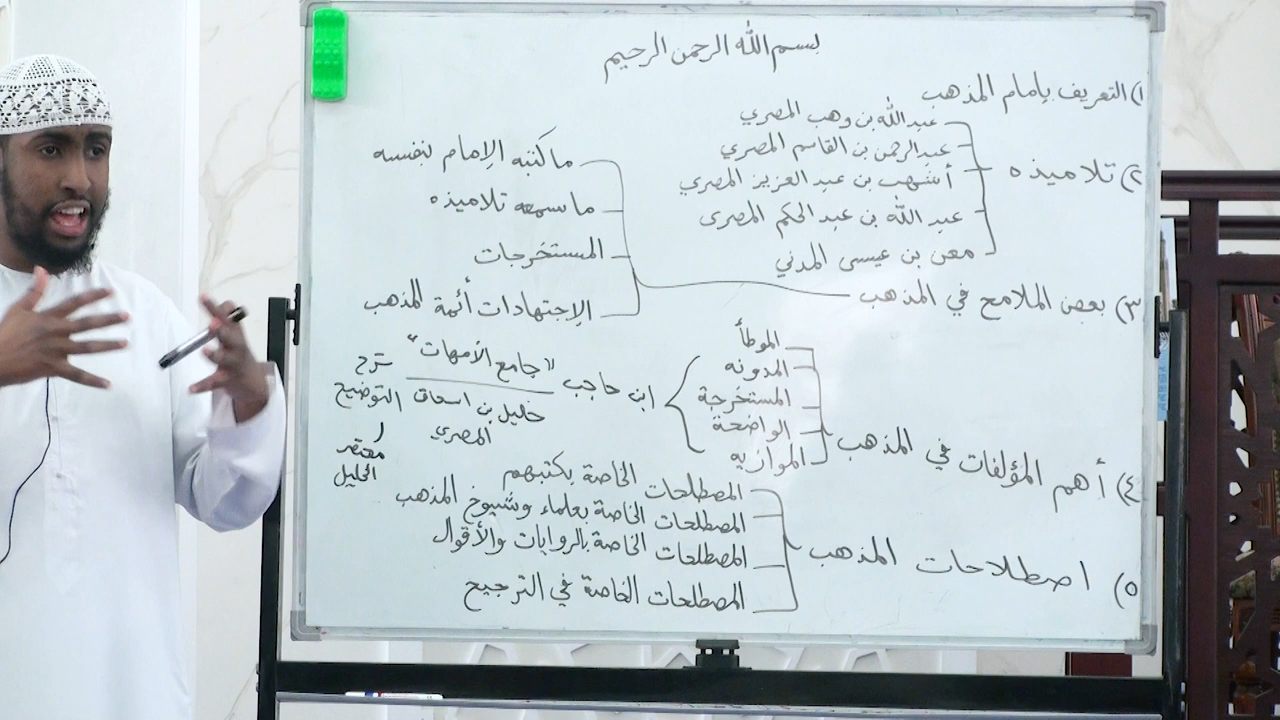 بسم الله الرحمن الرحيم
١) التعريف بإمام المذهب
٢) تلاميذه
عبد الله بن وهب المصري
عبد الرحمن بن القاسم المصري
أشهب بن عبد العزيز المصري
عبد الله بن عبد الحكم المصرى
معن بن عيسى المدني
٣) بعض الملامح في المذهب
ما كتبه الإمام بنفسه
ما سمعه تلاميذه
المستخرجات
الإجتهادات أئمة المذهب
٤) أهم المؤلفات في المذهب
الموطأ
المدونه
المستخرجة
الواضحة
الموازيه
ابن حاجب "جامع الأمهات"
خليل بن اسحاق
المصري
شرح
التوضيح
مختصر
الخليل
٥) اصطلاحات المذهب
المصطلحات الخاصة بكتبهم
المصطلحات الخاصة بعلماء وشيوخ المذهب
المصطلحات الخاصة بالروايات والأقوال
المصطلحات الخاصة في الترجيح